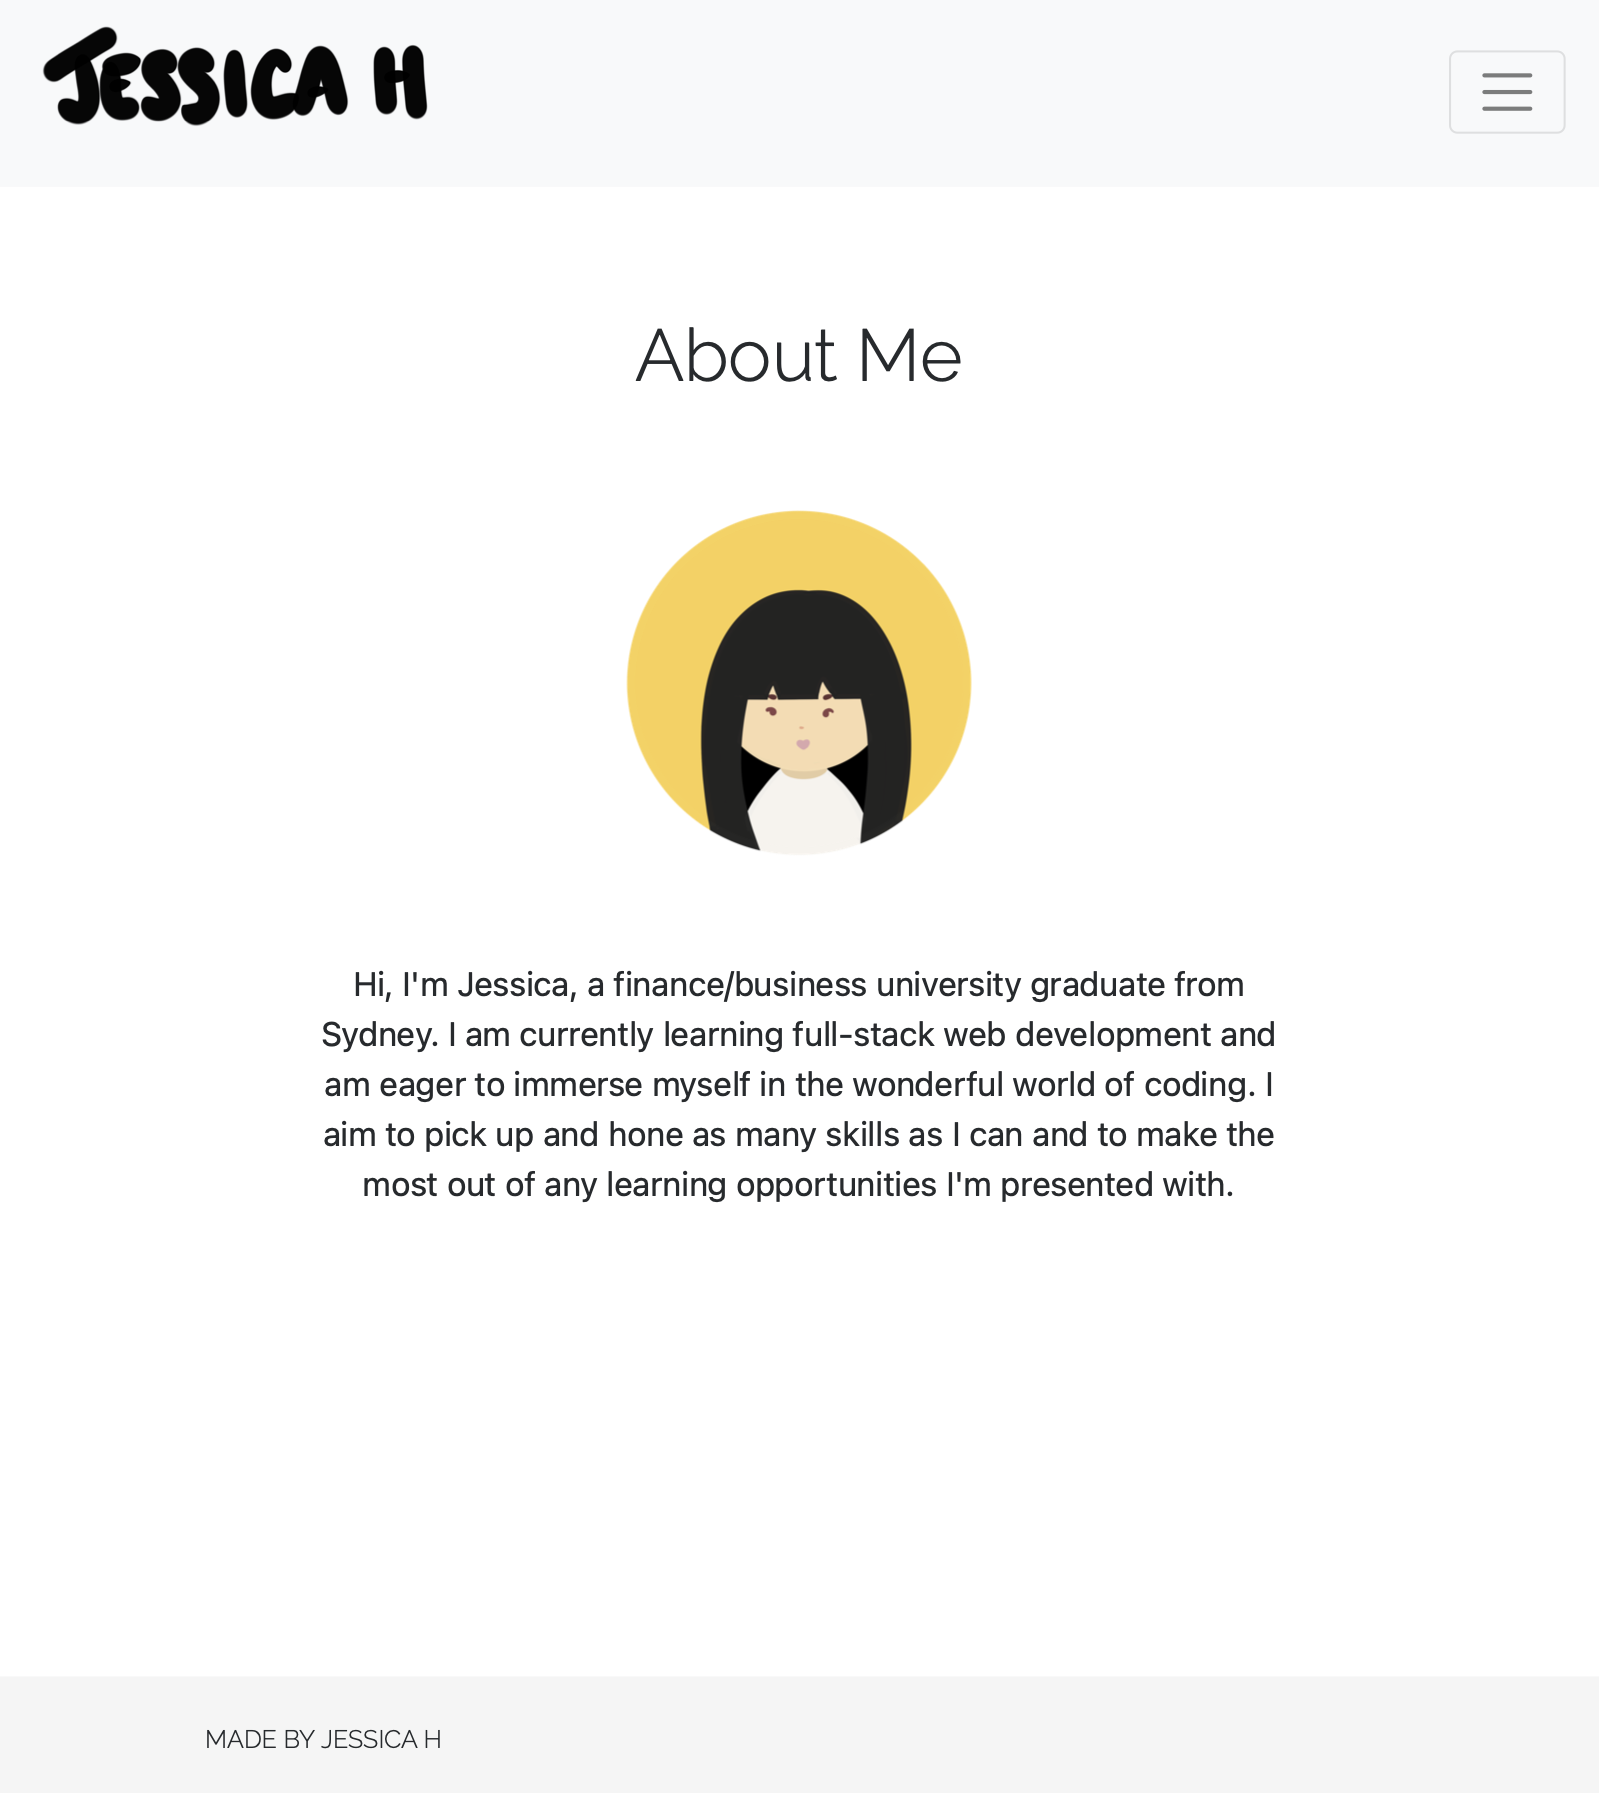 JESSICA H
About Me
Hi, I'm Jessica, a finance/business university graduate from
Sydney. I am currently learning full-stack web development and
am eager to immerse myself in the wonderful world of coding. I
aim to pick up and hone as many skills as I can and to make the
most out of any learning opportunities I'm presented with.
MADE BY JESSICA H